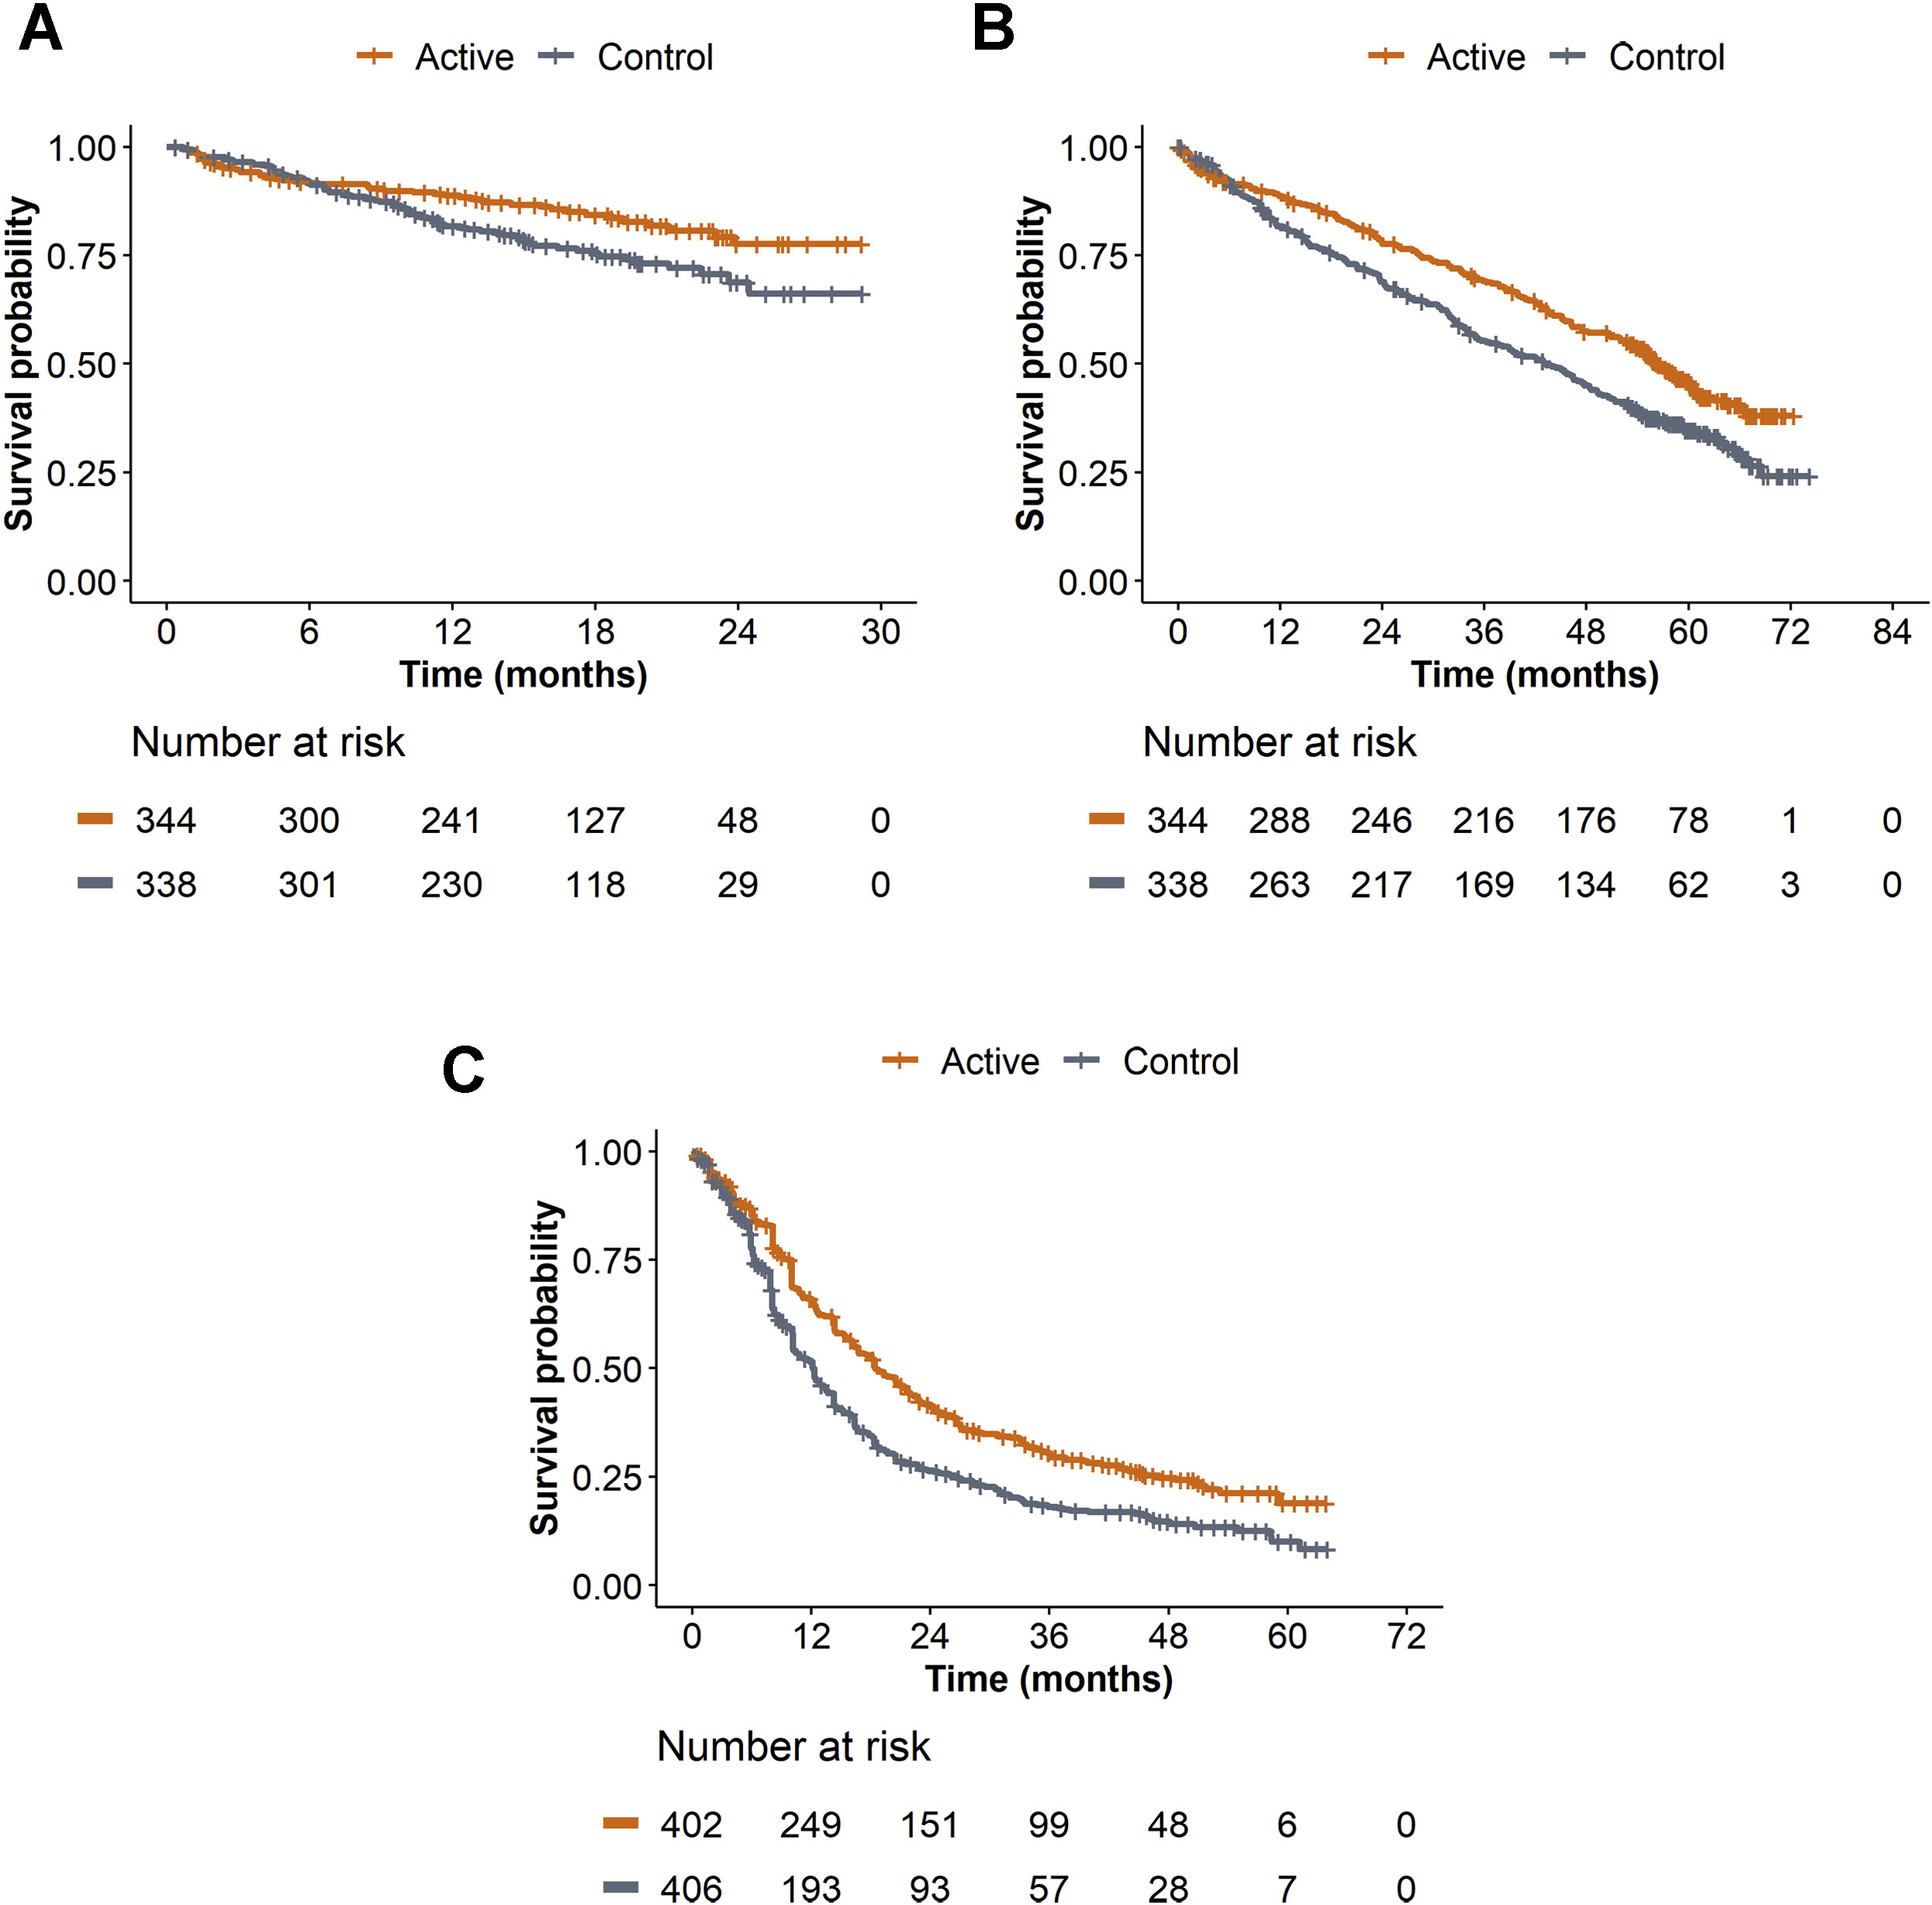 A
Active Control
1.00
0.75
0.50
0.25
0.00
Survival probability
0 6 12 18 24 30
Time (months)
Number at risk
344 300 241 127 48 0
338 301 230 118 29 0
B
Active Control
1.00
0.75
0.50
0.25
0.00
Survival probability
0 12 24 36 48 60 72 84
Time (months)
Number at risk
344 288 246 216 176 78 1 0
338 263 217 169 134 62 3 0
C
Active Control
1.00
0.75
0.50
0.25
0.00
Survival probability
0 12 24 36 48 60 72
Time (months)
Number at risk
402 249 151 99 48 6 0
406 193 93 57 28 7 0